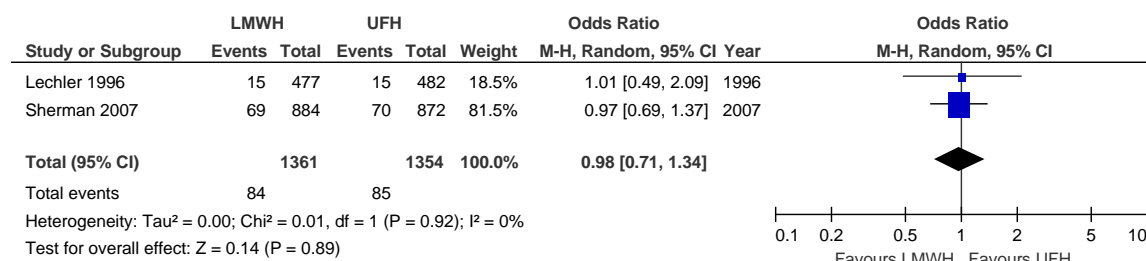 LMWH UFH Odds Ratio Odds Ratio
Study or Subgroup Events Total Events Total Weight M-H, Random, 95% CI Year M-H, Random, 95% CI
Lechler 1996 15 477 15 482 18.5% 1.01 [0.49, 2.09] 1996
Sherman 2007 69 884 70 872 81.5% 0.97 [0.69, 1.37] 2007
Total (95% CI) 1361 1354 100.0% 0.98 [0.71, 1.34]
Total events 84 85
Heterogeneity: Tau² = 0.00; Chi² = 0.01, df = 1 (P = 0.92); I² = 0%
Test for overall effect: Z = 0.14 (P = 0.89)
0.1 0.2 0.5 1 2 5 10
Favours LMWH Favours UFH